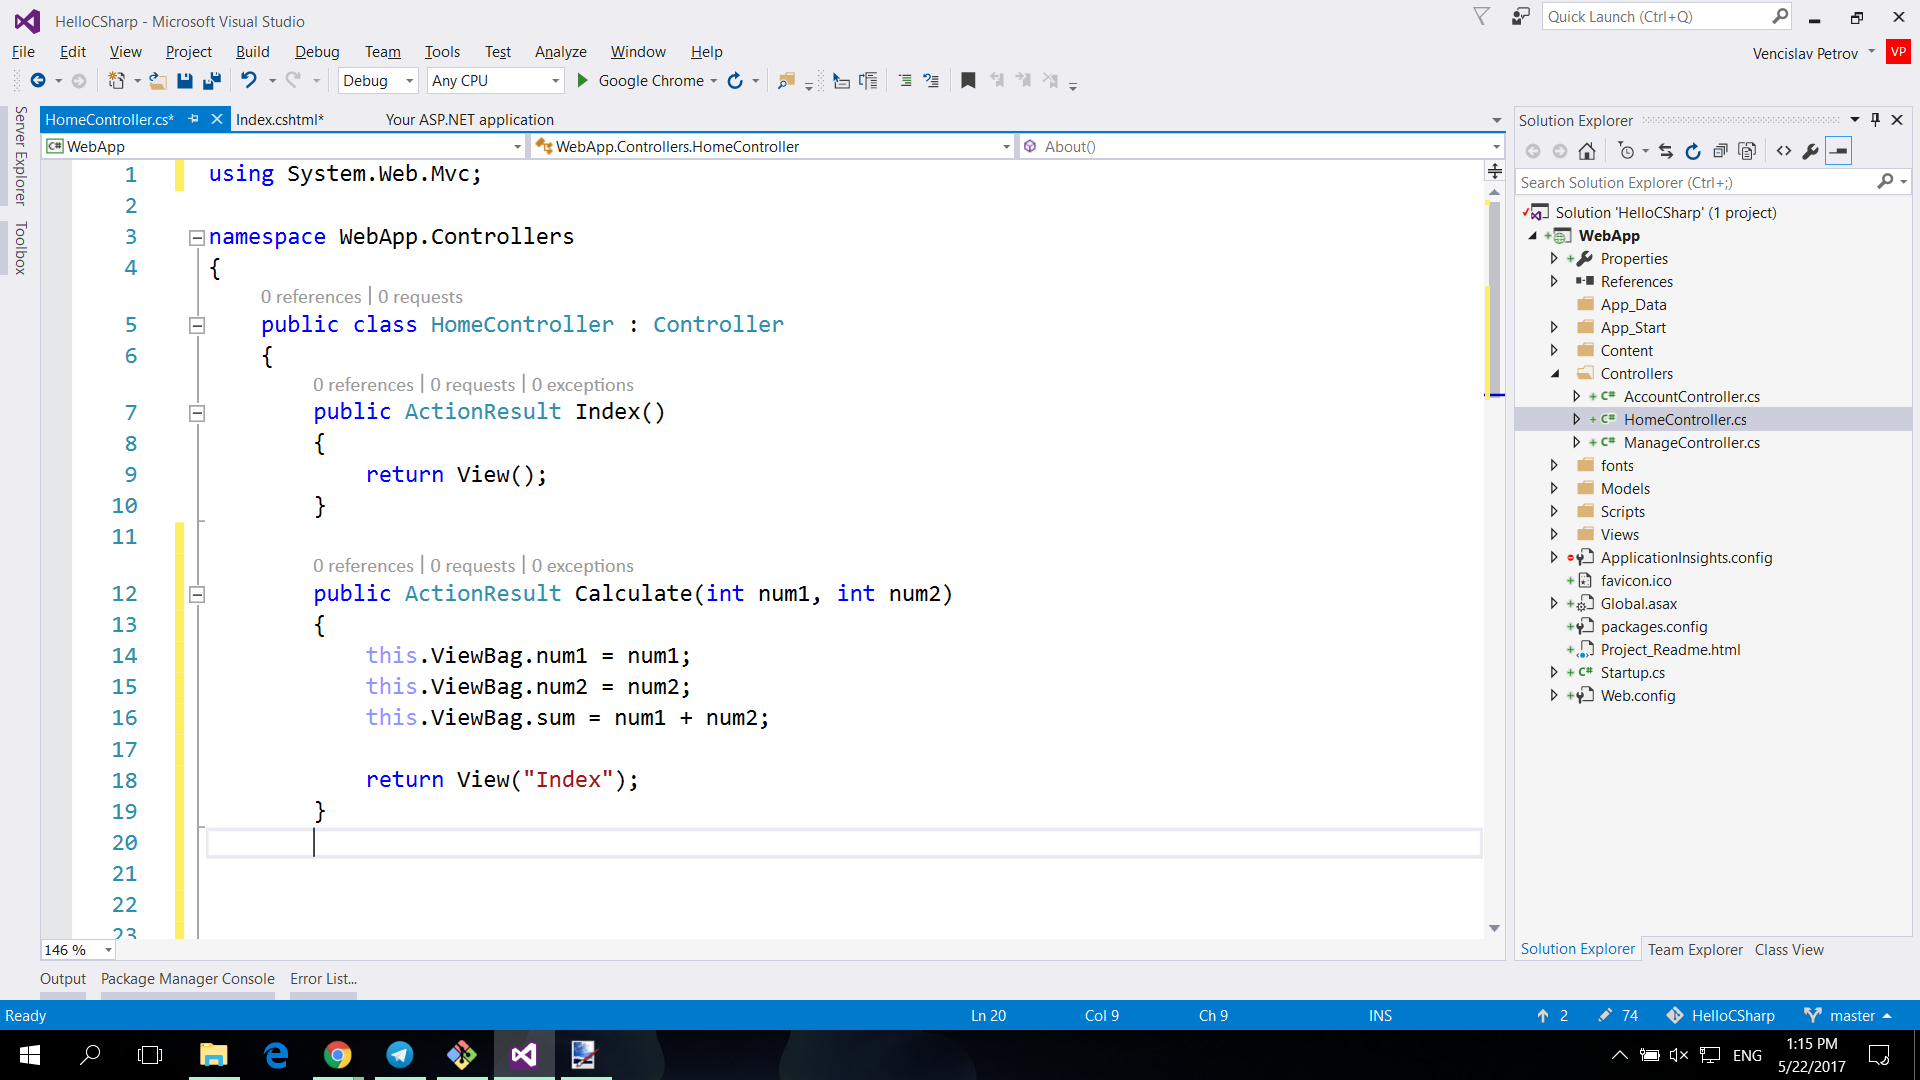 HelloCSharp - Microsoft Visual Studio
Quick Launch (Ctrl+Q)
File Edit View Project Build Debug Team Tools Test Analyze Window Help
Vencislav Petrov VP
Debug Any CPU Google Chrome
Server Explorer
Toolbox
HomeController.cs* Index.cshtml* Your ASP.NET application
C# WebApp WebApp.Controllers.HomeController About()
1 using System.Web.Mvc;
2
3 namespace WebApp.Controllers
4 {
0 references | 0 requests
5 public class HomeController : Controller
6 {
0 references | 0 requests | 0 exceptions
7 public ActionResult Index()
8 {
9 return View();
10 }
11
0 references | 0 requests | 0 exceptions
12 public ActionResult Calculate(int num1, int num2)
13 {
14 this.ViewBag.num1 = num1;
15 this.ViewBag.num2 = num2;
16 this.ViewBag.sum = num1 + num2;
17
18 return View("Index");
19 }
20
21
22
23
146 %
Solution Explorer
Search Solution Explorer (Ctrl+;)
Solution 'HelloCSharp' (1 project)
WebApp
Properties
References
App_Data
App_Start
Content
Controllers
C# AccountController.cs
C# HomeController.cs
C# ManageController.cs
fonts
Models
Scripts
Views
ApplicationInsights.config
favicon.ico
Global.asax
packages.config
Project_Readme.html
C# Startup.cs
Web.config
Solution Explorer Team Explorer Class View
Output Package Manager Console Error List...
Ready Ln 20 Col 9 Ch 9 INS 2 74 HelloCSharp master
ENG
1:15 PM
5/22/2017